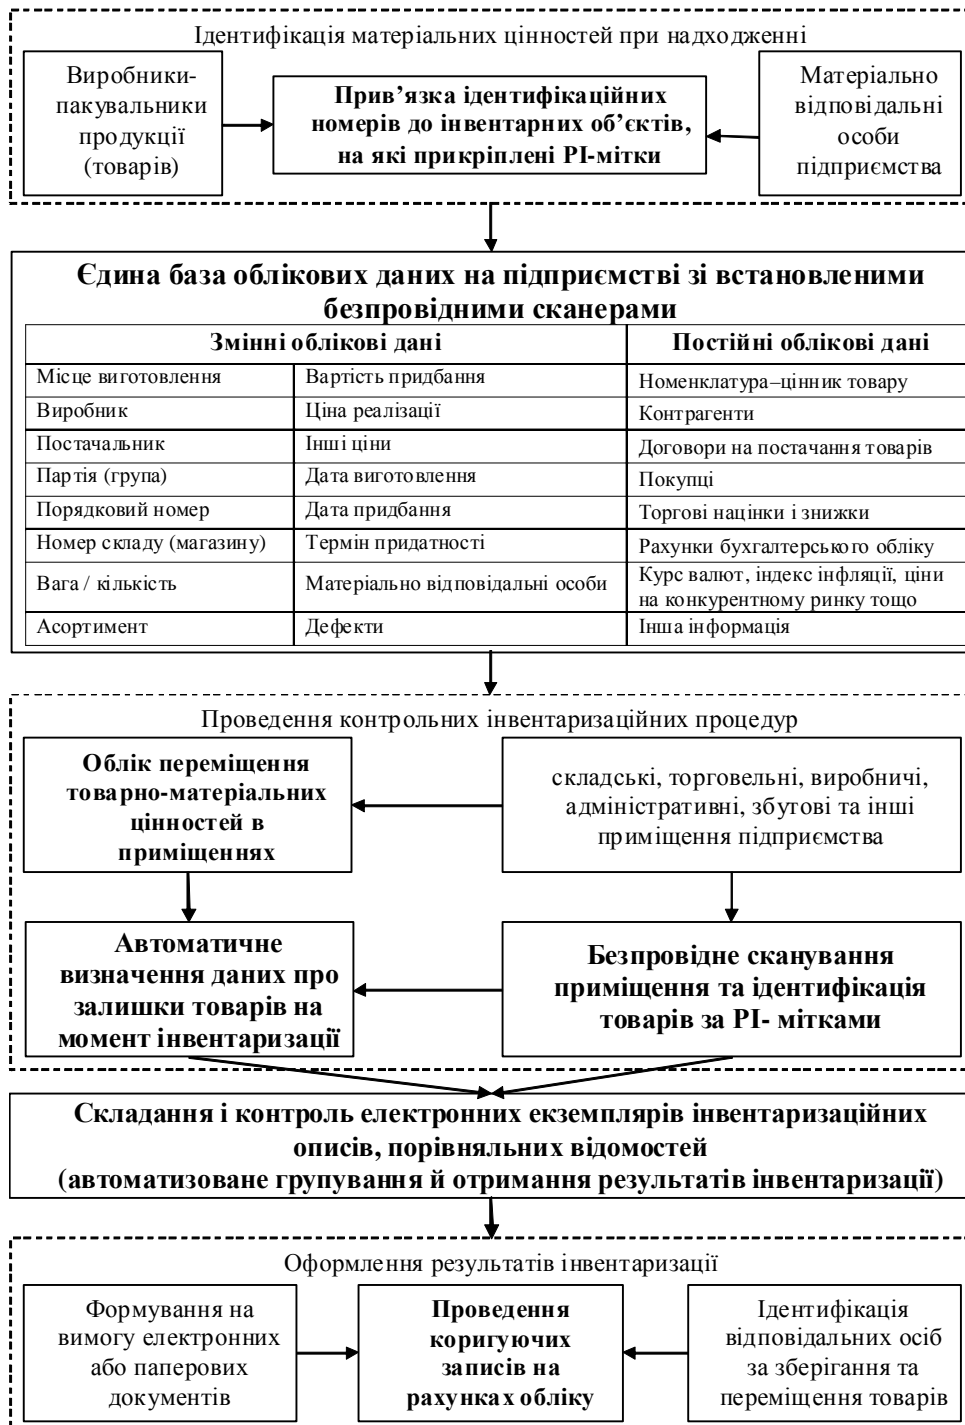 Ідентифікація матеріальних цінностей при надходженні
Виробники-
пакувальники
продукції
(товарів)
Прив’язка ідентифікаційних
номерів до інвентарних об’єктів,
на які прикріплені РІ-мітки
Матеріально
відповідальні
особи
підприємства
Єдина база облікових даних на підприємстві зі встановленими
безпровідними сканерами
Змінні облікові дані
Постійні облікові дані
Місце виготовлення
Вартість придбання
Номенклатура–цінник товару
Виробник
Ціна реалізації
Контрагенти
Постачальник
Інші ціни
Договори на постачання товарів
Партія (група)
Дата виготовлення
Покупці
Порядковий номер
Дата придбання
Торгові націнки і знижки
Номер складу (магазину)
Термін придатності
Рахунки бухгалтерського обліку
Вага / кількість
Матеріально відповідальні особи
Курс валют, індекс інфляції, ціни
на конкурентному ринку тощо
Асортимент
Дефекти
Інша інформація
Проведення контрольних інвентаризаційних процедур
Облік переміщення
товарно-матеріальних
цінностей в
приміщеннях
складські, торговельні, виробничі,
адміністративні, збутові та інші
приміщення підприємства
Автоматичне
визначення даних про
залишки товарів на
момент інвентаризації
Безпровідне сканування
приміщення та ідентифікація
товарів за РІ- мітками
Складання і контроль електронних екземплярів інвентаризаційних
описів, порівняльних відомостей
(автоматизоване групування й отримання результатів інвентаризації)
Оформлення результатів інвентаризації
Формування на
вимогу електронних
або паперових
документів
Проведення
коригуючих
записів на
рахунках обліку
Ідентифікація
відповідальних осіб
за зберігання та
переміщення товарів